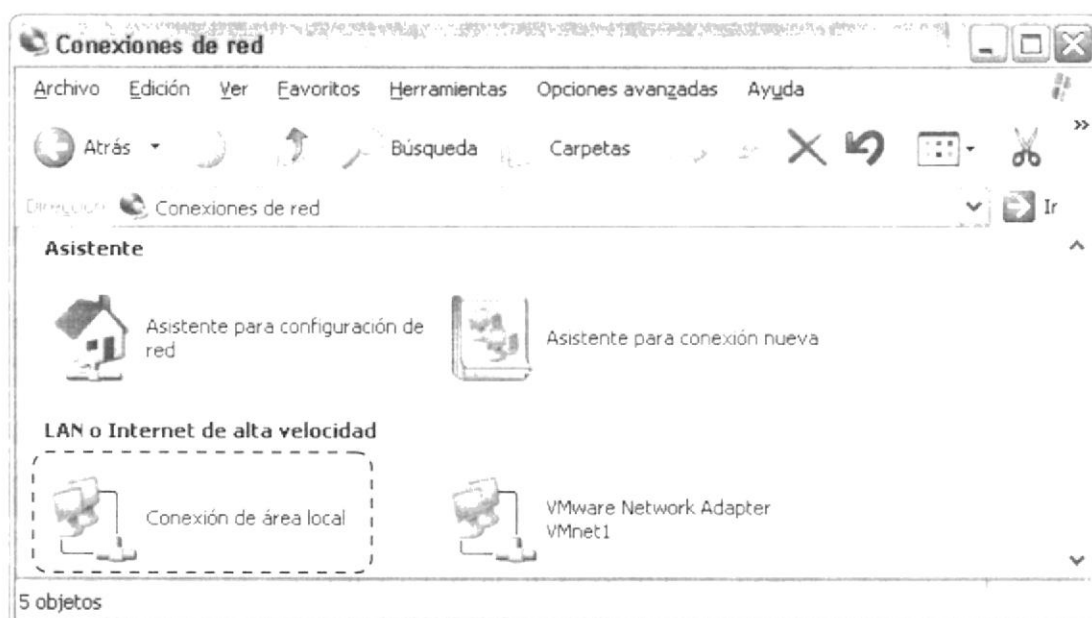 Conexiones de red
Archivo Edición Ver Favoritos Herramientas Opciones avanzadas Ayuda
Atrás Búsqueda Carpetas »
Dirección Conexiones de red Ir
Asistente
Asistente para configuración de
red
Asistente para conexión nueva
LAN o Internet de alta velocidad
Conexión de área local
VMware Network Adapter
VMnet1
5 objetos